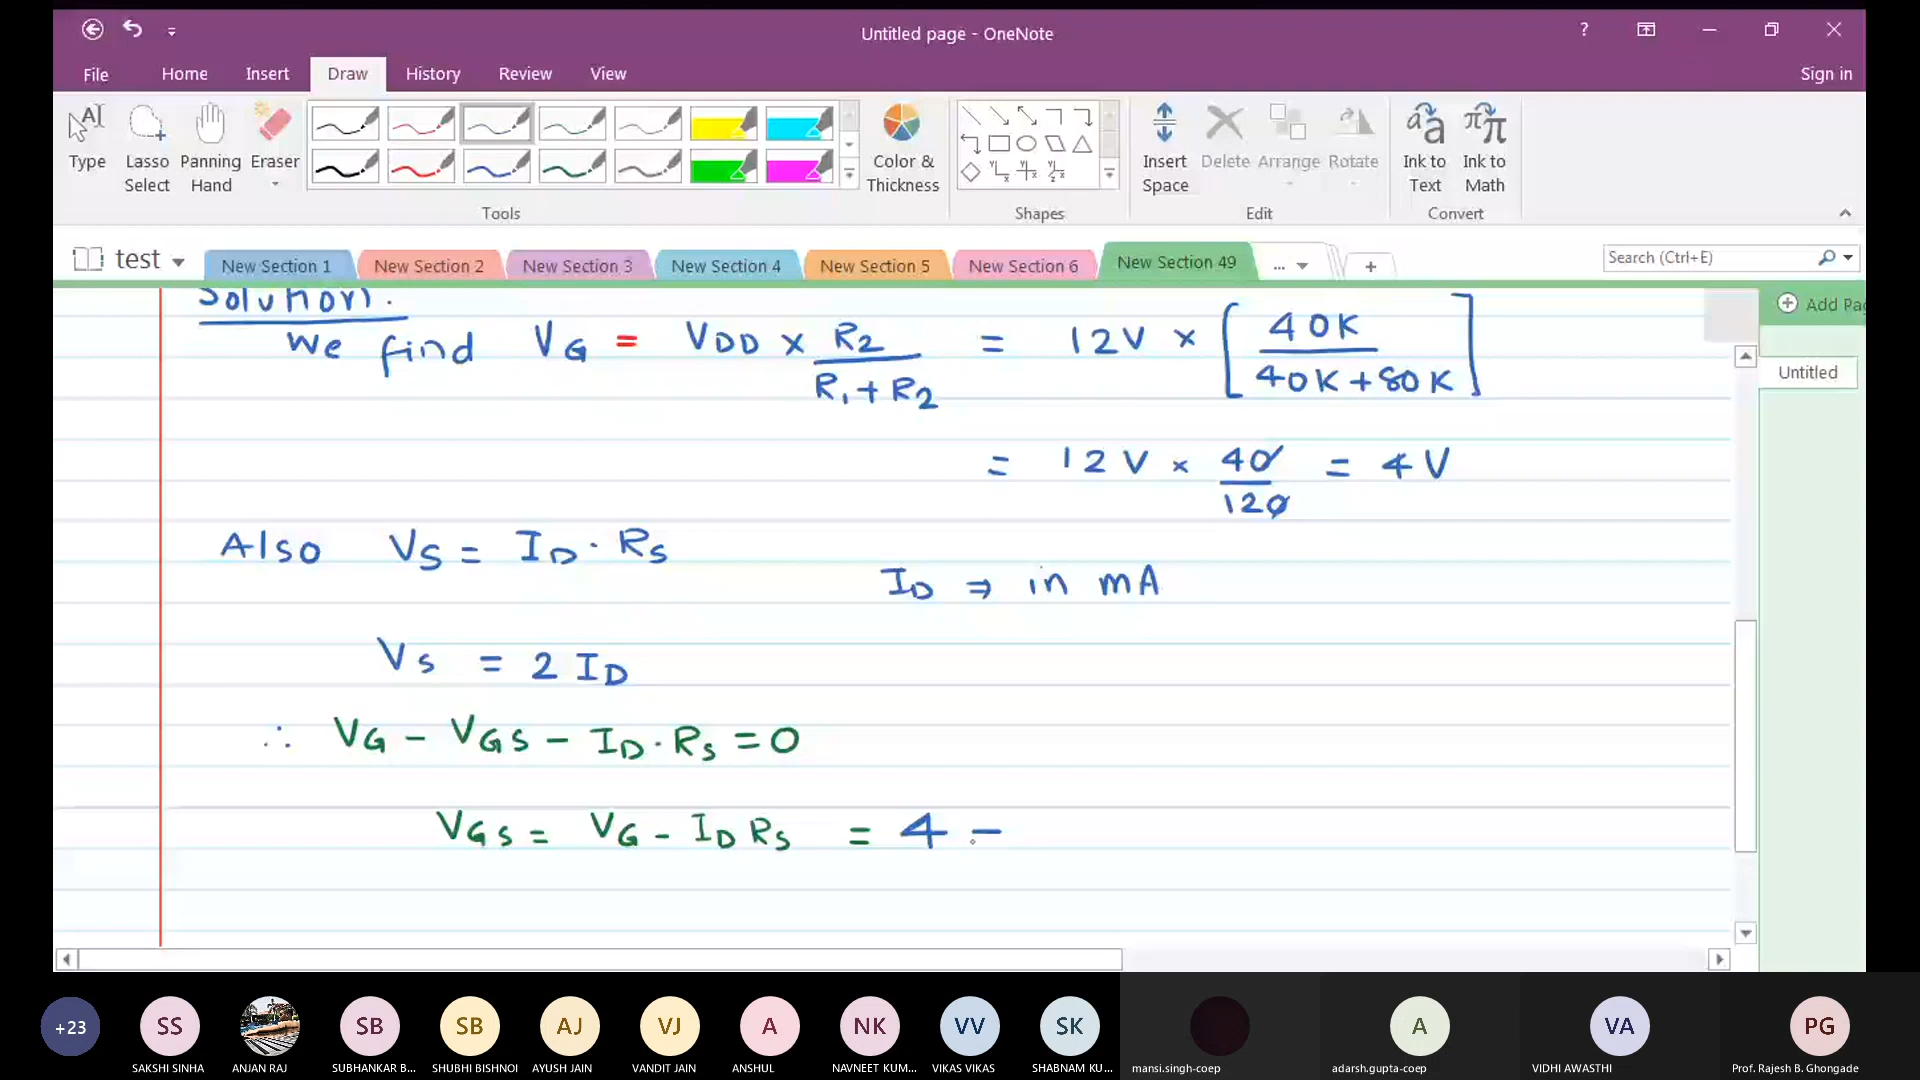 Untitled page - OneNote
?
File Home Insert Draw History Review View Sign in
Type Lasso Select Panning Hand Eraser Color & Thickness Insert Space Delete Arrange Rotate Ink to Text Ink to Math
Tools Shapes Edit Convert
test New Section 1 New Section 2 New Section 3 New Section 4 New Section 5 New Section 6 New Section 49 ... + Search (Ctrl+E)
Add Pag
Untitled
Solution:
We find VG = VDD × R2 / R1 + R2 = 12V × [ 40K / 40K + 80K ]
= 12V × 40 / 120 = 4V
Also VS = ID · RS
ID ⇒ in mA
VS = 2 ID
∴ VG - VGS - ID · RS = 0
VGS = VG - ID RS = 4 -
+23 SS SB SB AJ VJ A NK VV SK A VA PG
SAKSHI SINHA ANJAN RAJ SUBHANKAR B... SHUBHI BISHNOI AYUSH JAIN VANDIT JAIN ANSHUL NAVNEET KUM... VIKAS VIKAS SHABNAM KU... mansi.singh-coep adarsh.gupta-coep VIDHI AWASTHI Prof. Rajesh B. Ghongade